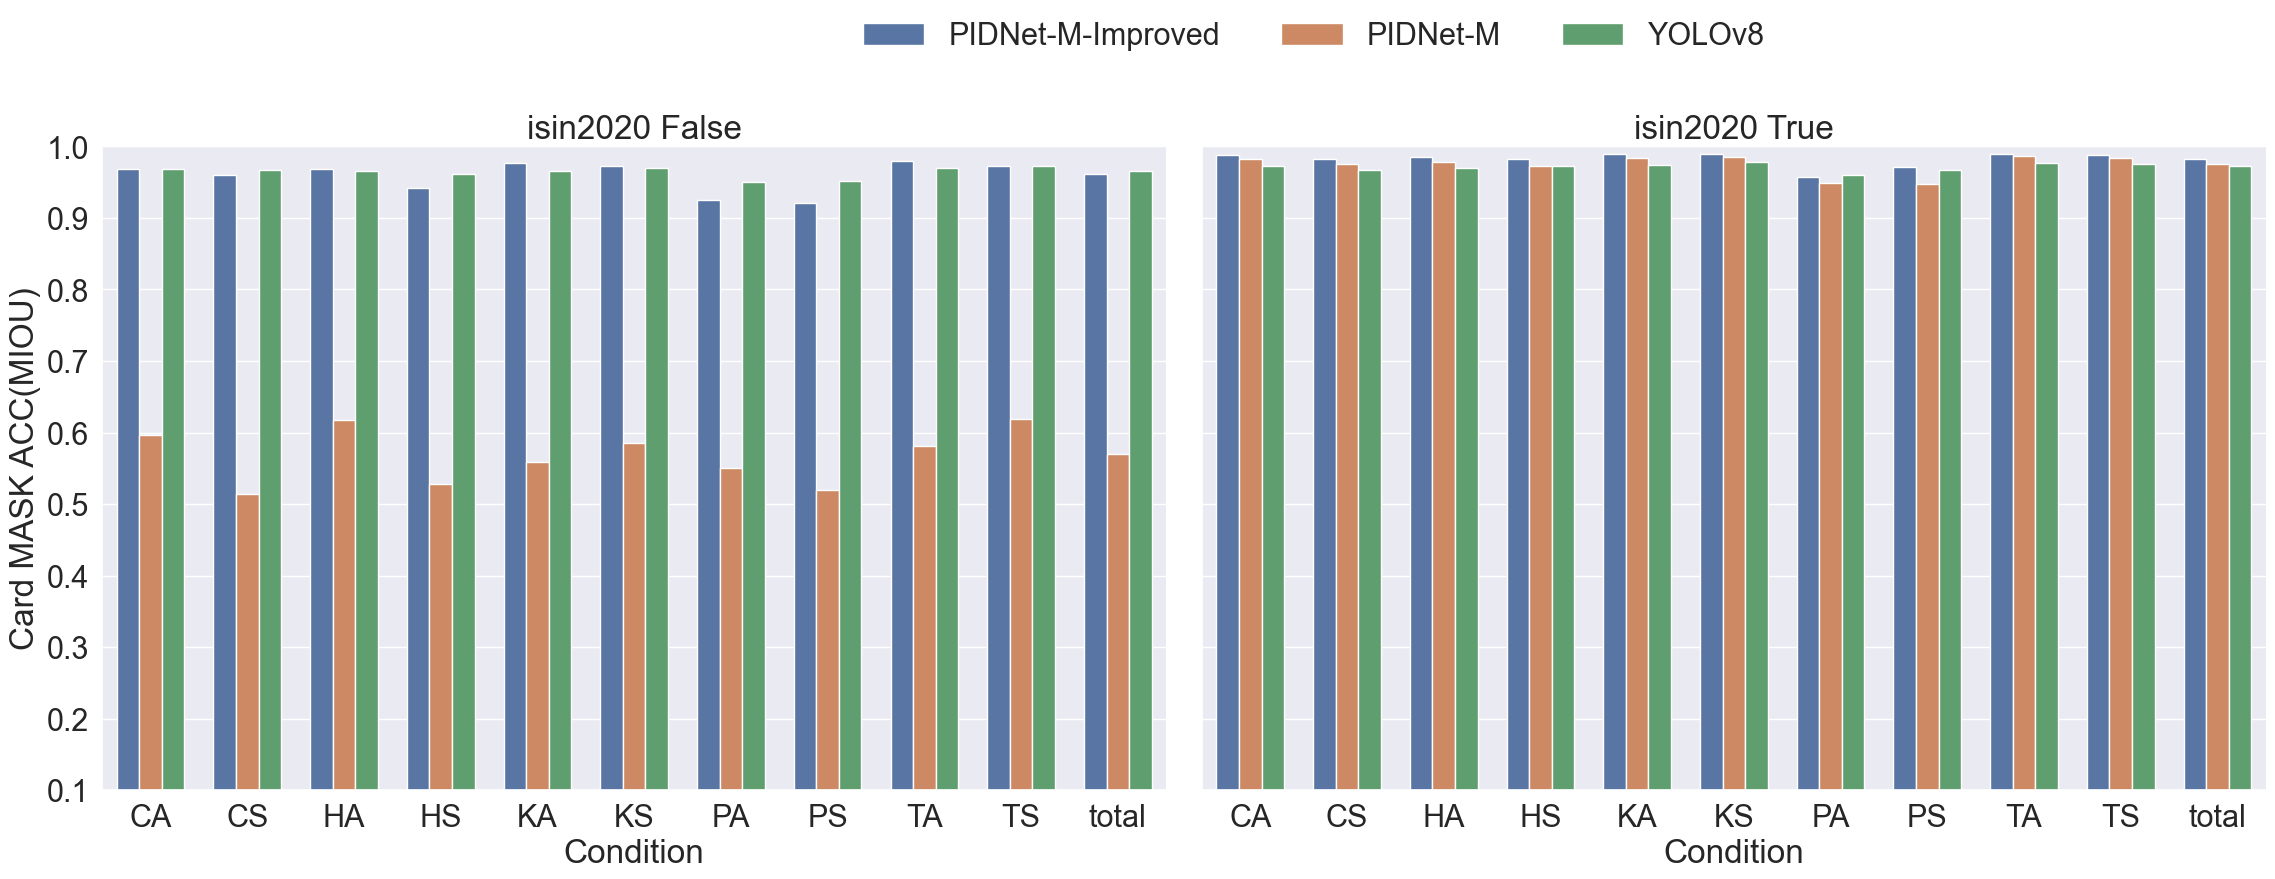 PIDNet-M-Improved PIDNet-M YOLOv8
isin2020 False
isin2020 True
Card MASK ACC(MIOU)
1.0
0.9
0.8
0.7
0.6
0.5
0.4
0.3
0.2
0.1
CA CS HA HS KA KS PA PS TA TS total
Condition
CA CS HA HS KA KS PA PS TA TS total
Condition